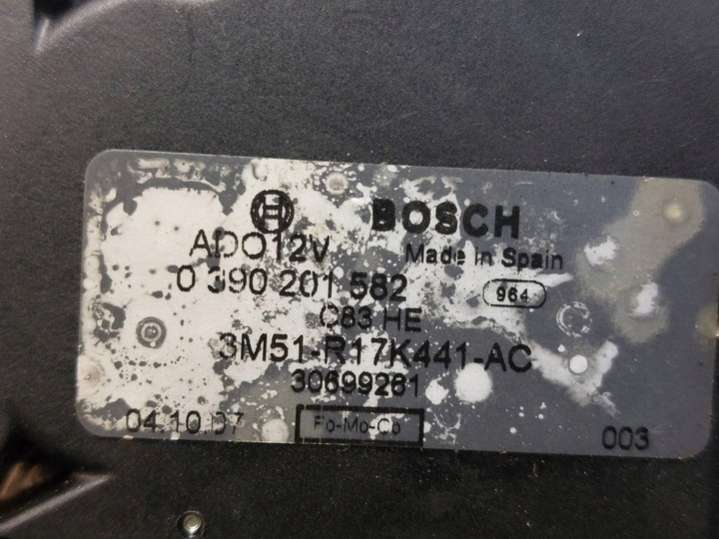 BOSCH
ADO12V Made in Spain
0 390 201 582 964
C83 HE
3M51-R17K441-AC
30699261
04.10.07 Fo-Mo-Co 003